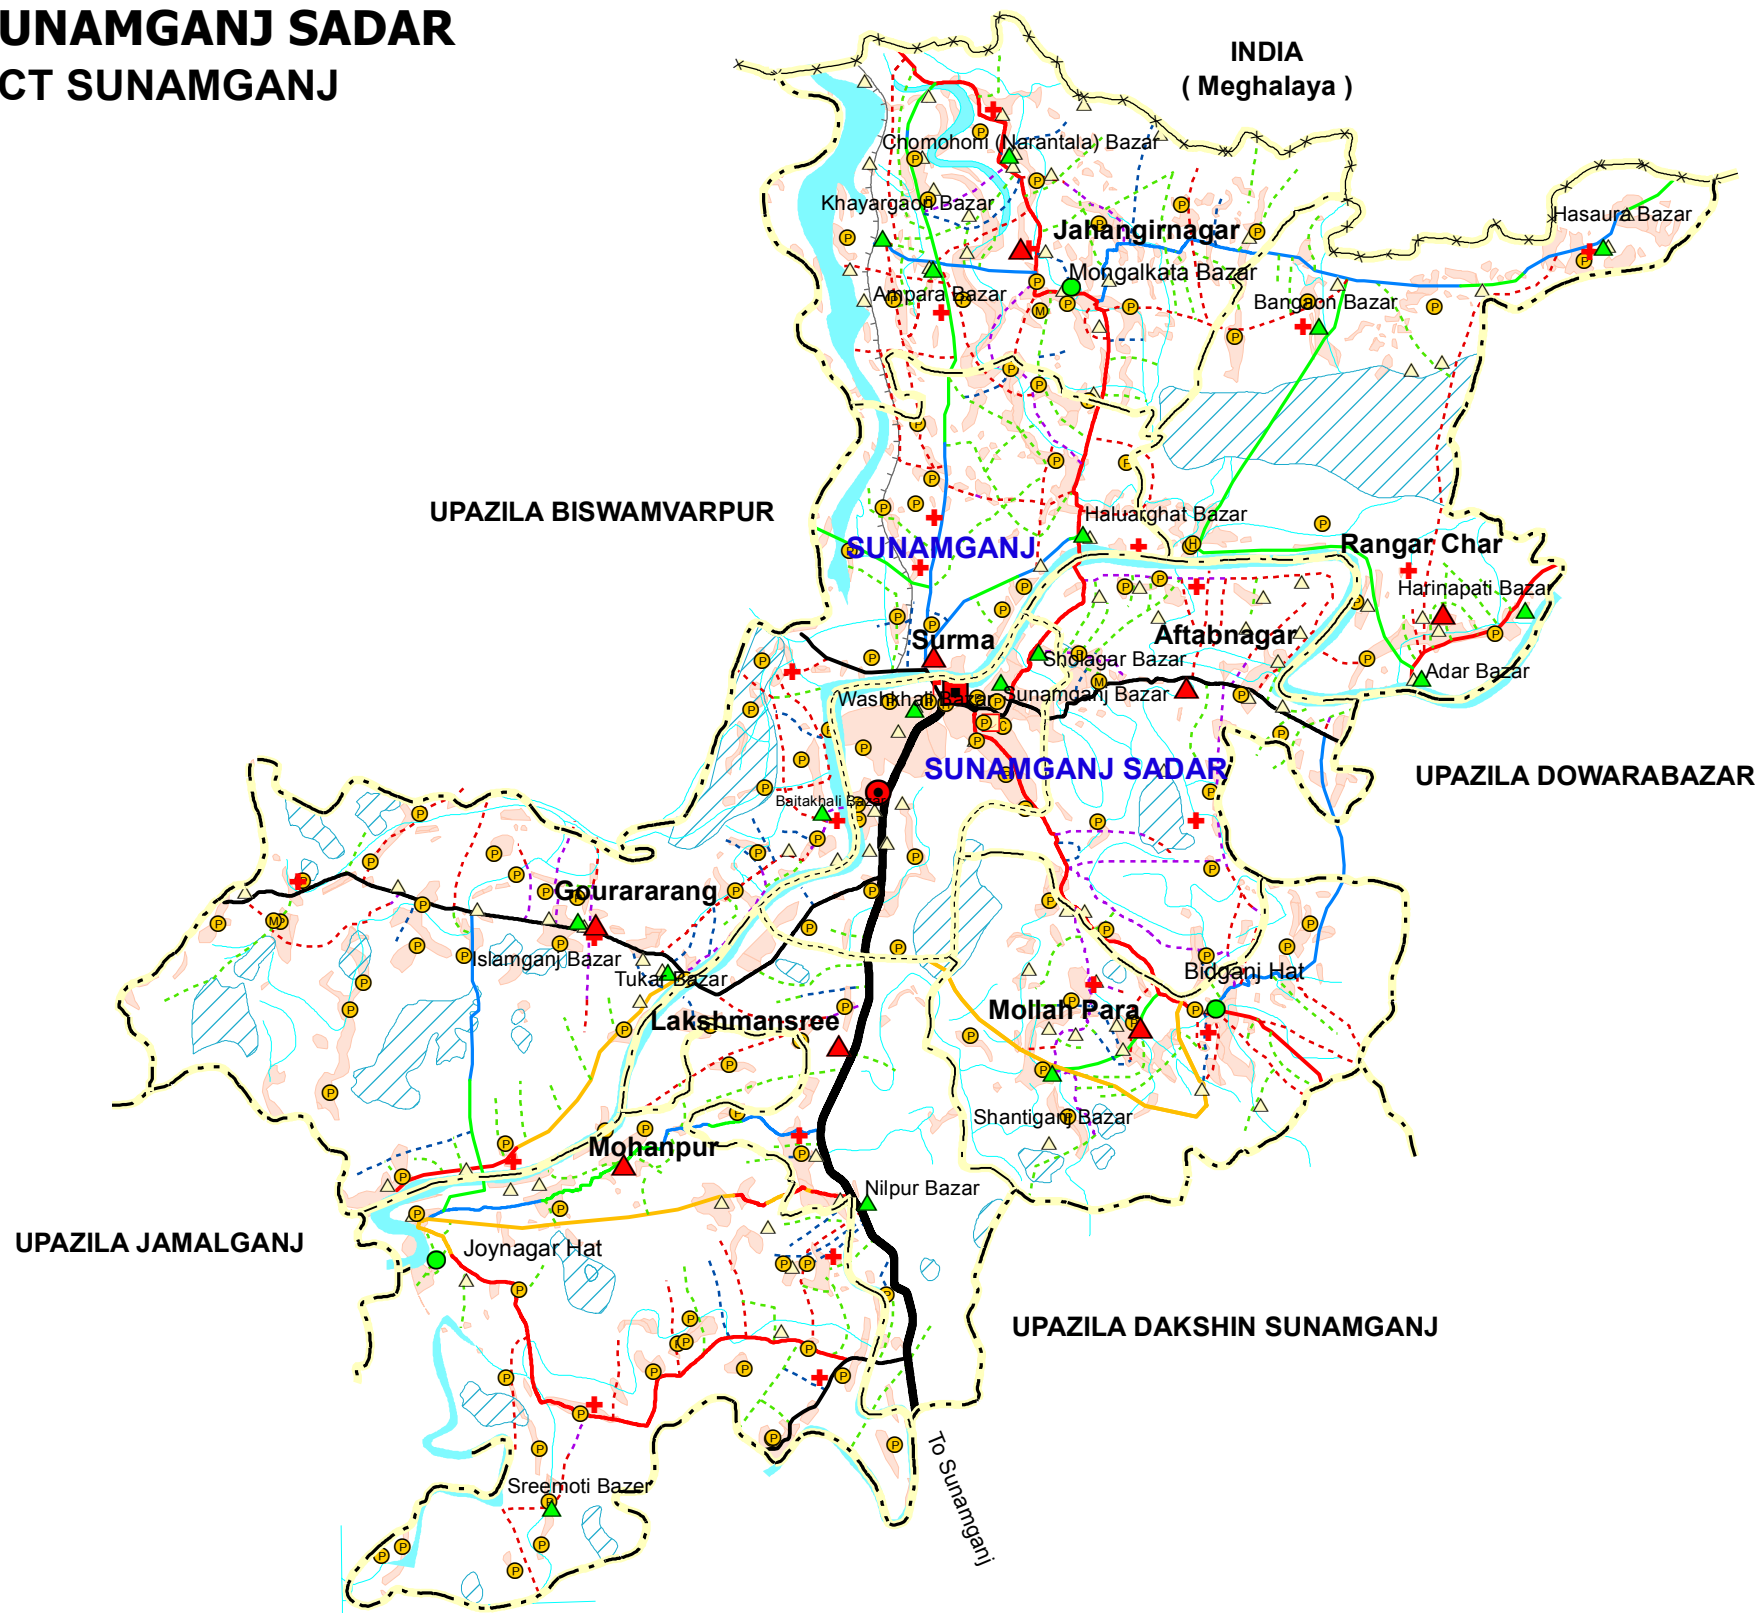 UNAMGANJ SADAR
CT SUNAMGANJ
INDIA
( Meghalaya )
Chomohoni (Narantala) Bazar
Khayargaon Bazar
Hasaura Bazar
Jahangirnagar
Mongalkata Bazar
Ampara Bazar
Bangaon Bazar
UPAZILA BISWAMVARPUR
Haluarghat Bazar
SUNAMGANJ
Rangar Char
Harinapati Bazar
Surma
Aftabnagar
Sholagar Bazar
Adar Bazar
Washkhali Bazar
Sunamganj Bazar
SUNAMGANJ SADAR
UPAZILA DOWARABAZAR
Baitakhali Bazar
Gourararang
Islamganj Bazar
Tukar Bazar
Bidganj Hat
Mollah Para
Lakshmansree
Shantiganj Bazar
Mohanpur
Nilpur Bazar
UPAZILA JAMALGANJ
Joynagar Hat
UPAZILA DAKSHIN SUNAMGANJ
To Sunamganj
Sreemoti Bazer